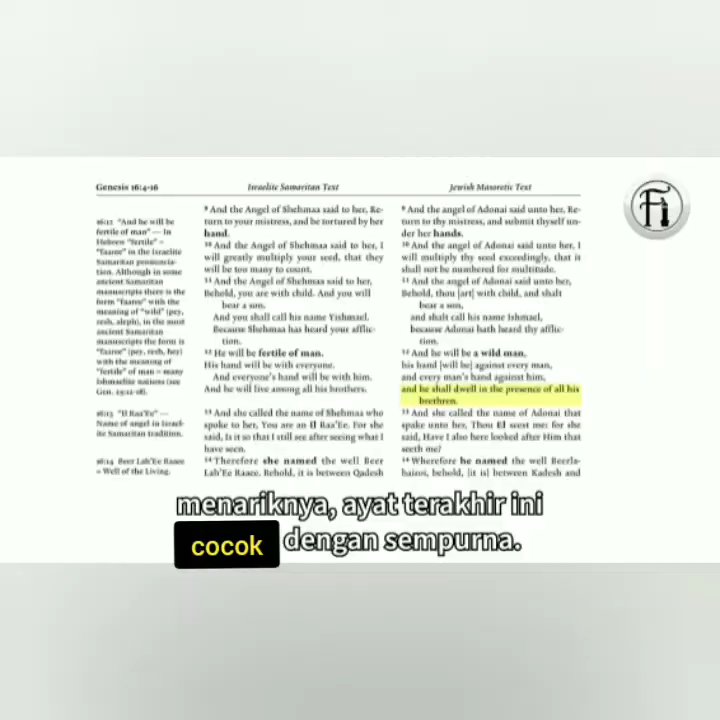 Genesis 16:4-16
Israelite Samaritan Text
Jewish Masoretic Text
16:12 "And he will be
fertile of man" — In
Hebrew "fertile" =
"Faaree" in the Israelite
Samaritan pronuncia-
tion. Although in some
ancient Samaritan
manuscripts there is the
form "Faaree" with the
meaning of "wild" (pey,
resh, aleph), in the most
ancient Samaritan
manuscripts the form is
"Faaree" (pey, resh, hey)
with the meaning of
"fertile" of man = many
Ishmaelite nations (see
Gen. 25:12-18).
16:13 "El Raa'Ee" —
Name of angel in Israel-
ite Samaritan tradition.
16:14 Beer Lah'Ee Raaee
= Well of the Living.
9 And the Angel of Shehmaa said to her, Re-
turn to your mistress, and be tortured by her
hand.
10 And the Angel of Shehmaa said to her, I
will greatly multiply your seed, that they
will be too many to count.
11 And the Angel of Shehmaa said to her,
Behold, you are with child. And you will
bear a son.
And you shall call his name Yishmael.
Because Shehmaa has heard your afflic-
tion.
12 He will be fertile of man.
His hand will be with everyone.
And everyone's hand will be with him.
And he will live among all his brothers.
13 And she called the name of Shehmaa who
spoke to her, You are an El Raa'Ee. For she
said, Is it so that I still see after seeing what I
have seen.
14 Therefore she named the well Beer
Lah'Ee Raaee. Behold, it is between Qadesh
9 And the angel of Adonai said unto her, Re-
turn to thy mistress, and submit thyself un-
der her hands.
10 And the angel of Adonai said unto her, I
will multiply thy seed exceedingly, that it
shall not be numbered for multitude.
11 And the angel of Adonai said unto her,
Behold, thou [art] with child, and shalt
bear a son,
and shalt call his name Ishmael,
because Adonai hath heard thy afflic-
tion.
12 And he will be a wild man,
his hand [will be] against every man,
and every man's hand against him,
and he shall dwell in the presence of all his
brethren.
13 And she called the name of Adonai that
spake unto her, Thou El seest me: for she
said, Have I also here looked after Him that
seeth me?
14 Wherefore he named the well Beerla-
hairoi, behold, [it is] between Kadesh and
Fi
menariknya, ayat terakhir ini
cocok dengan sempurna.